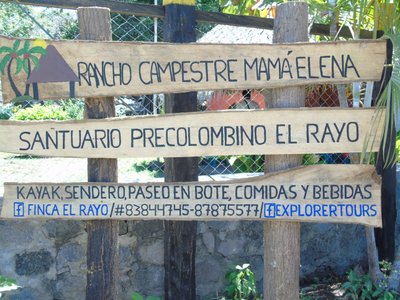 RANCHO CAMPESTRE MAMÁ ELENA
SANTUARIO PRECOLOMBINO EL RAYO
KAYAK, SENDERO, PASEO EN BOTE, COMIDAS Y BEBIDAS
f FINCA EL RAYO/#83844745-87875577/f EXPLORERTOURS